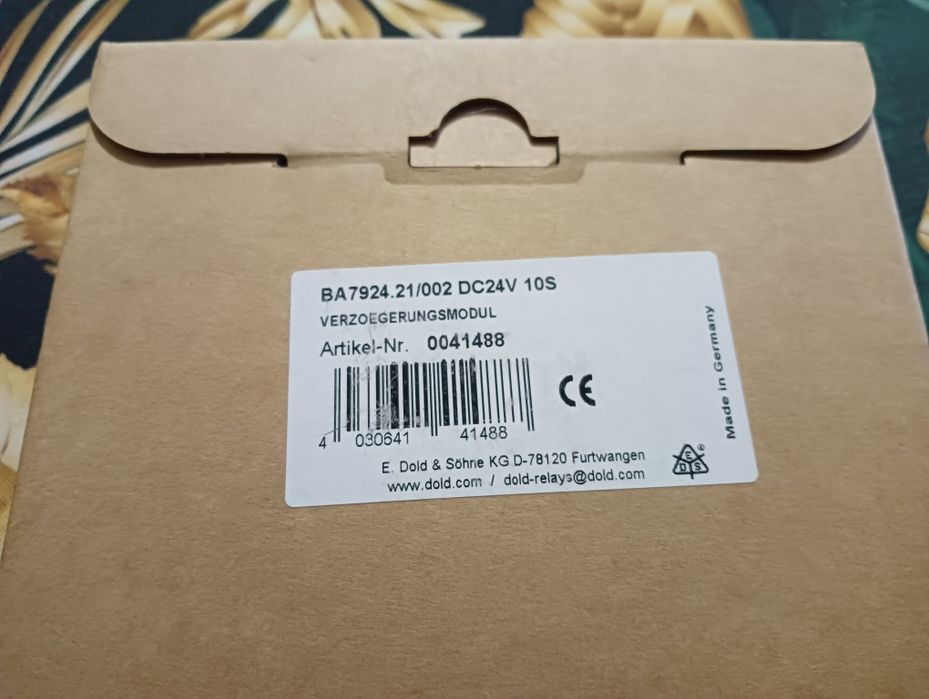 BA7924.21/002 DC24V 10S
VERZOEGERUNGSMODUL
Artikel-Nr. 0041488
4 030641 41488
CE
E. Dold & Söhne KG D-78120 Furtwangen
www.dold.com / dold-relays@dold.com
Made in Germany
E
D S
®